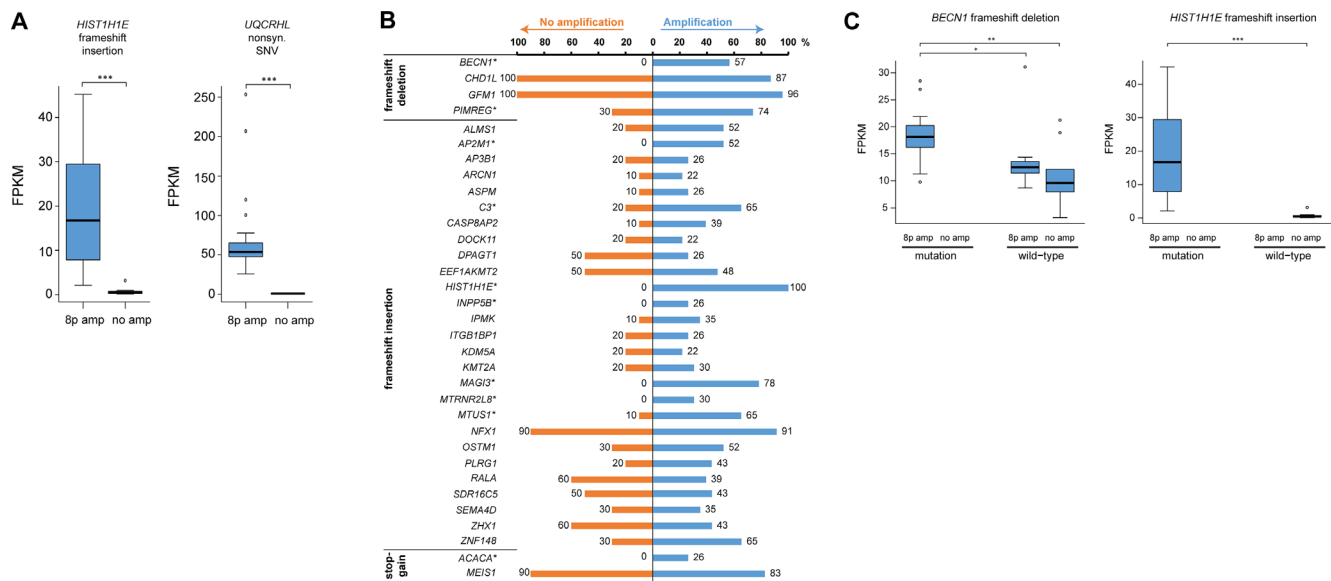 A
HIST1H1E
frameshift
insertion
UQCRHL
nonsyn.
SNV
***
***
FPKM
40
30
20
10
0
8p amp no amp
FPKM
250
200
150
100
50
0
8p amp no amp
B
No amplification Amplification
100 80 60 40 20 0 20 40 60 80 100 %
frameshift
deletion
BECN1* 0 57
CHD1L 100 87
GFM1 100 96
PIMREG* 30 74
frameshift insertion
ALMS1 20 52
AP2M1* 0 52
AP3B1 20 26
ARCN1 10 22
ASPM 10 26
C3* 20 65
CASP8AP2 10 39
DOCK11 20 22
DPAGT1 50 26
EEF1AKMT2 50 48
HIST1H1E* 0 100
INPP5B* 0 26
IPMK 10 35
ITGB1BP1 20 26
KDM5A 20 22
KMT2A 20 30
MAGI3* 0 78
MTRNR2L8* 0 30
MTUS1* 10 65
NFX1 90 91
OSTM1 30 52
PLRG1 20 43
RALA 60 39
SDR16C5 50 43
SEMA4D 30 35
ZHX1 60 43
ZNF148 30 65
stop-
gain
ACACA* 0 26
MEIS1 90 83
C
BECN1 frameshift deletion
**
*
FPKM
30
25
20
15
10
5
8p amp no amp 8p amp no amp
mutation wild-type
HIST1H1E frameshift insertion
***
FPKM
50
40
30
20
10
0
8p amp no amp 8p amp no amp
mutation wild-type